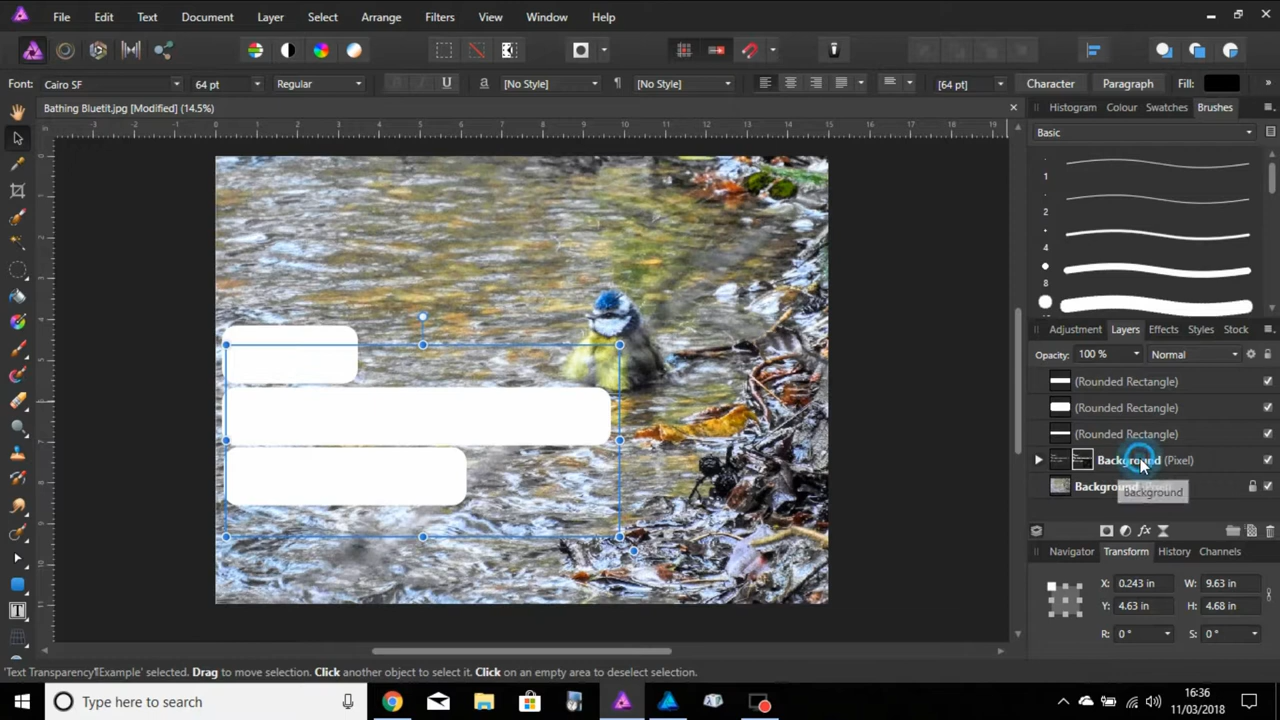 File Edit Text Document Layer Select Arrange Filters View Window Help
Font: Cairo SF 64 pt Regular U a [No Style] ¶ [No Style] [64 pt] Character Paragraph Fill: »
Bathing Bluetit.jpg [Modified] (14.5%)
Histogram Colour Swatches Brushes
Basic
1
2
4
8
Adjustment Layers Effects Styles Stock
Opacity: 100 % Normal
(Rounded Rectangle)
(Rounded Rectangle)
(Rounded Rectangle)
Background (Pixel)
Background
Background
Navigator Transform History Channels
X: 0.243 in W: 9.63 in
Y: 4.63 in H: 4.68 in
R: 0 ° S: 0 °
'Text Transparency¶Example' selected. Drag to move selection. Click another object to select it. Click on an empty area to deselect selection.
Type here to search
16:36
11/03/2018